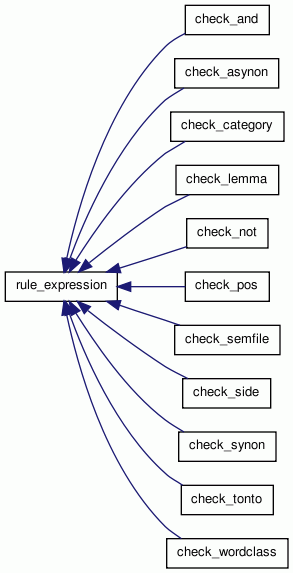 check_and
check_asynon
check_category
check_lemma
check_not
rule_expression
check_pos
check_semfile
check_side
check_synon
check_tonto
check_wordclass